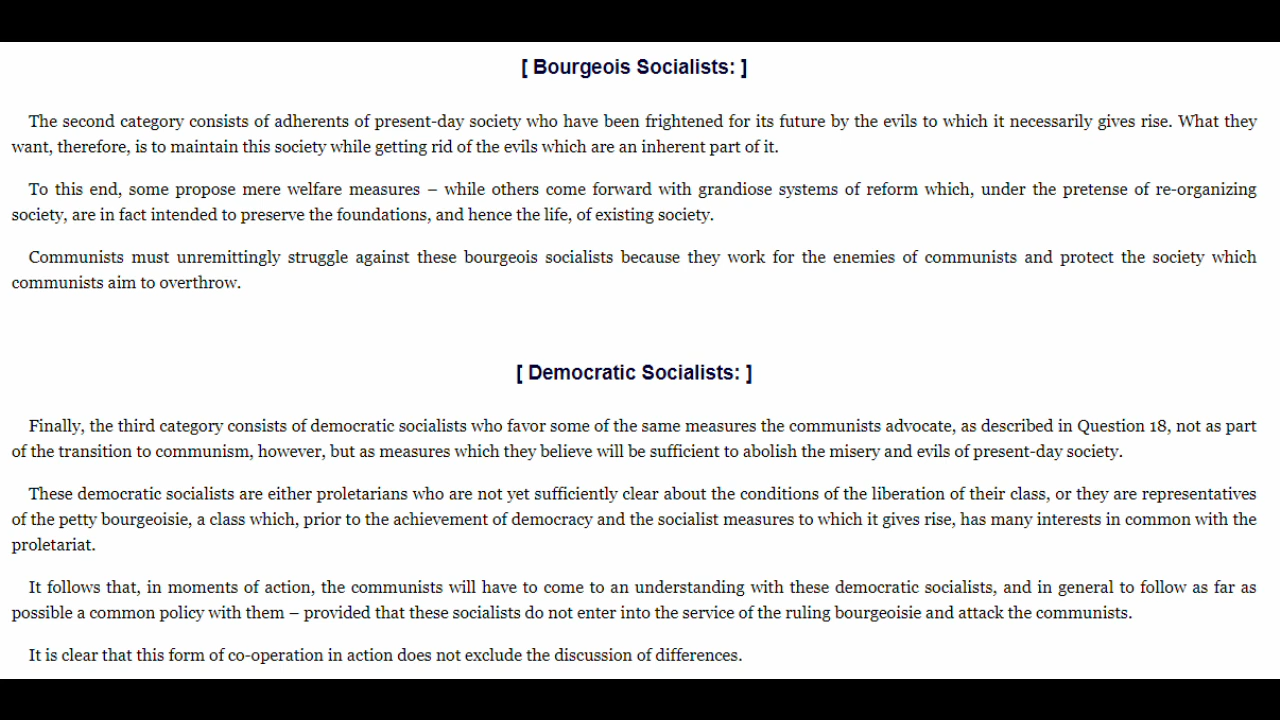 [ Bourgeois Socialists: ]
The second category consists of adherents of present-day society who have been frightened for its future by the evils to which it necessarily gives rise. What they
want, therefore, is to maintain this society while getting rid of the evils which are an inherent part of it.
To this end, some propose mere welfare measures – while others come forward with grandiose systems of reform which, under the pretense of re-organizing
society, are in fact intended to preserve the foundations, and hence the life, of existing society.
Communists must unremittingly struggle against these bourgeois socialists because they work for the enemies of communists and protect the society which
communists aim to overthrow.
[ Democratic Socialists: ]
Finally, the third category consists of democratic socialists who favor some of the same measures the communists advocate, as described in Question 18, not as part
of the transition to communism, however, but as measures which they believe will be sufficient to abolish the misery and evils of present-day society.
These democratic socialists are either proletarians who are not yet sufficiently clear about the conditions of the liberation of their class, or they are representatives
of the petty bourgeoisie, a class which, prior to the achievement of democracy and the socialist measures to which it gives rise, has many interests in common with the
proletariat.
It follows that, in moments of action, the communists will have to come to an understanding with these democratic socialists, and in general to follow as far as
possible a common policy with them – provided that these socialists do not enter into the service of the ruling bourgeoisie and attack the communists.
It is clear that this form of co-operation in action does not exclude the discussion of differences.